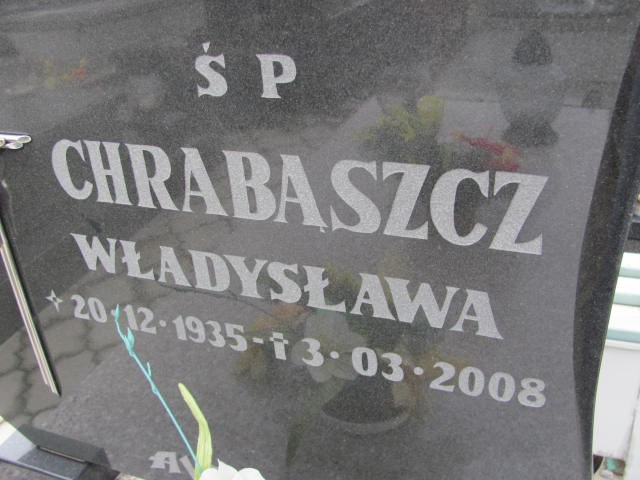 Ś P
CHRABĄSZCZ
WŁADYSŁAWA
20·12·1935-✝3·03·2008